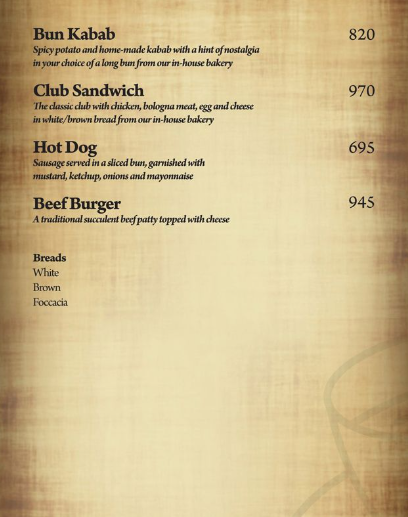 Bun Kabab 820
Spicy potato and home-made kabab with a hint of nostalgia
in your choice of a long bun from our in-house bakery
Club Sandwich 970
The classic club with chicken, bologna meat, egg and cheese
in white/brown bread from our in-house bakery
Hot Dog 695
Sausage served in a sliced bun, garnished with
mustard, ketchup, onions and mayonnaise
Beef Burger 945
A traditional succulent beef patty topped with cheese
Breads
White
Brown
Foccacia